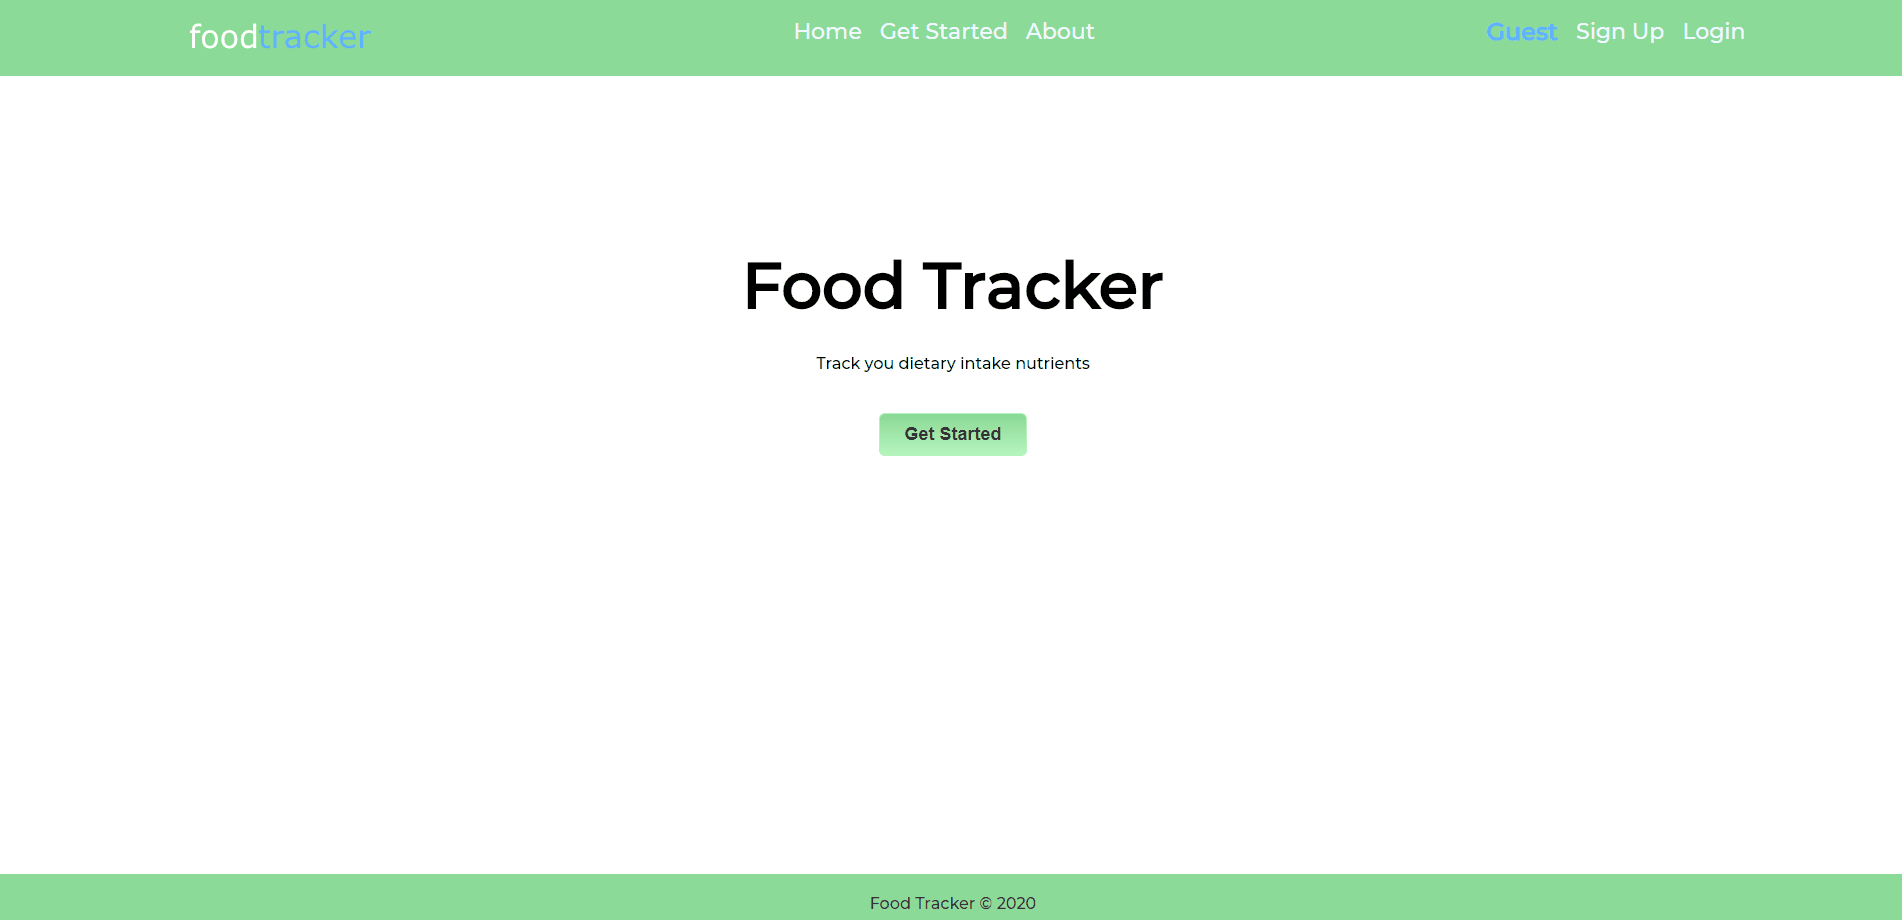 foodtracker Home Get Started About Guest Sign Up Login
Food Tracker
Track you dietary intake nutrients
Get Started
Food Tracker © 2020